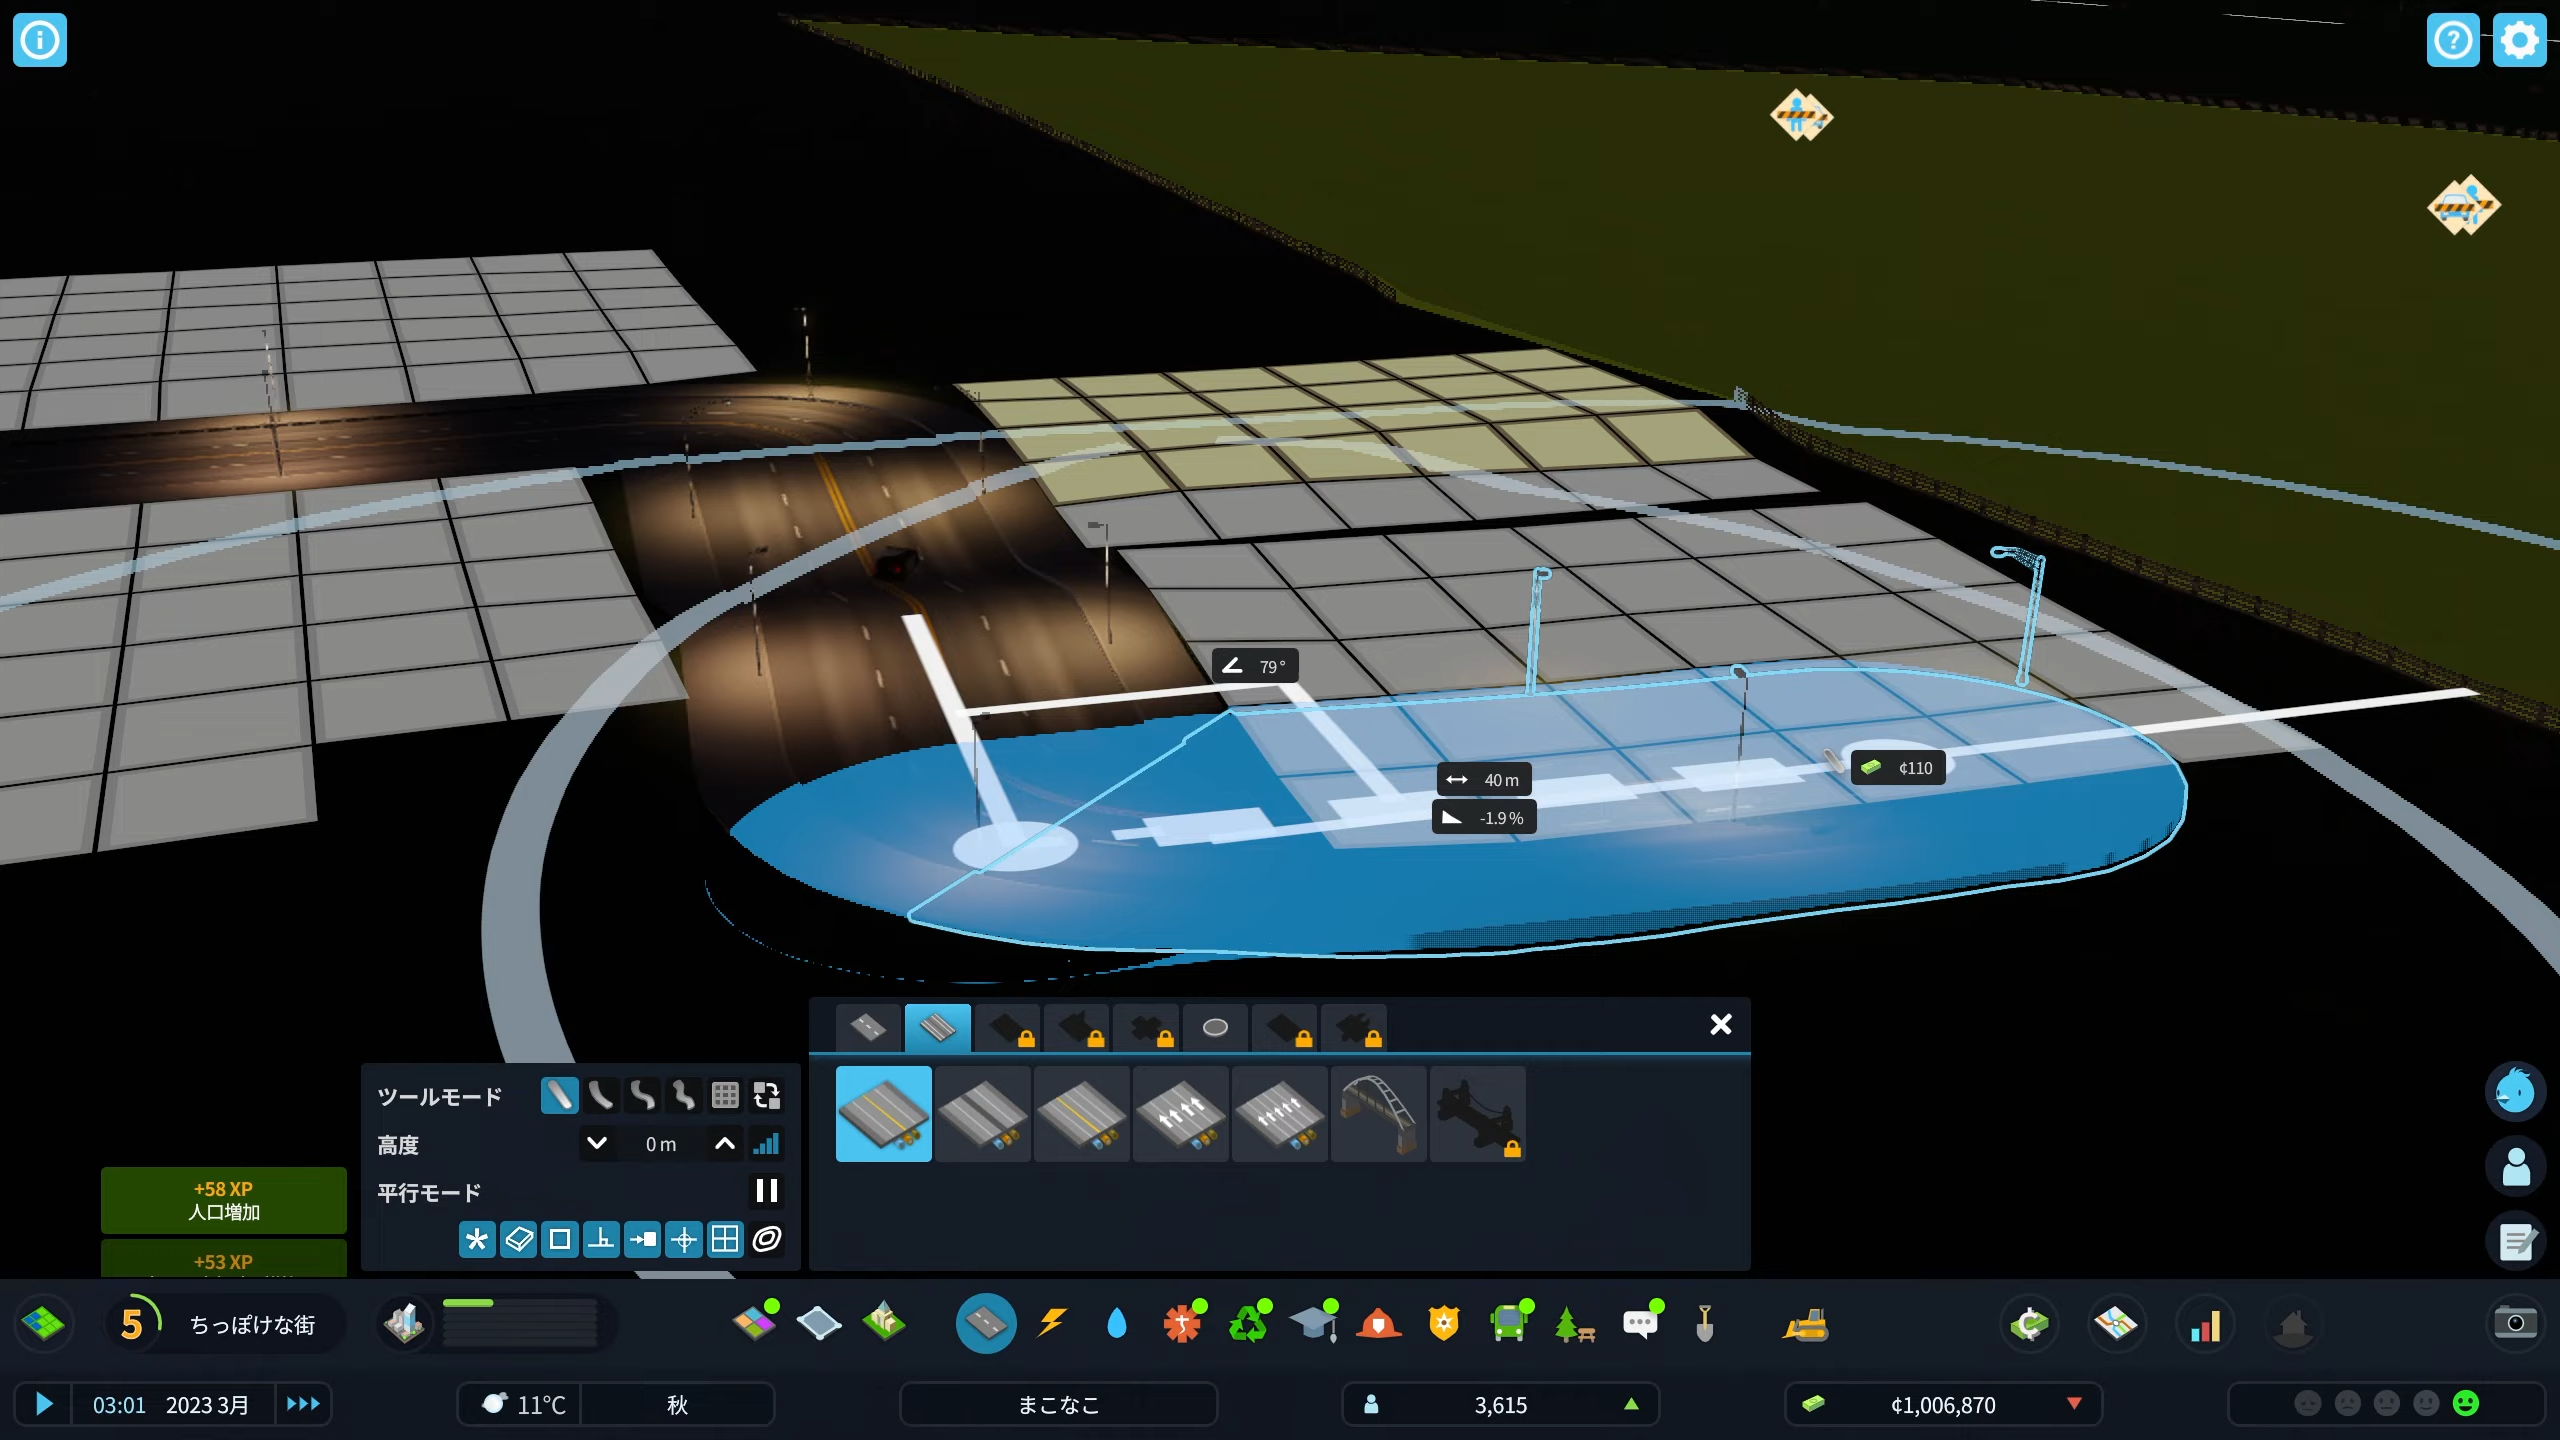 79°
40 m
-1.9 %
¢110
ツールモード
高度
0 m
平行モード
+58 XP
人口増加
+53 XP
5
ちっぽけな街
03:01 2023 3月
11°C
秋
まこなこ
3,615
¢1,006,870